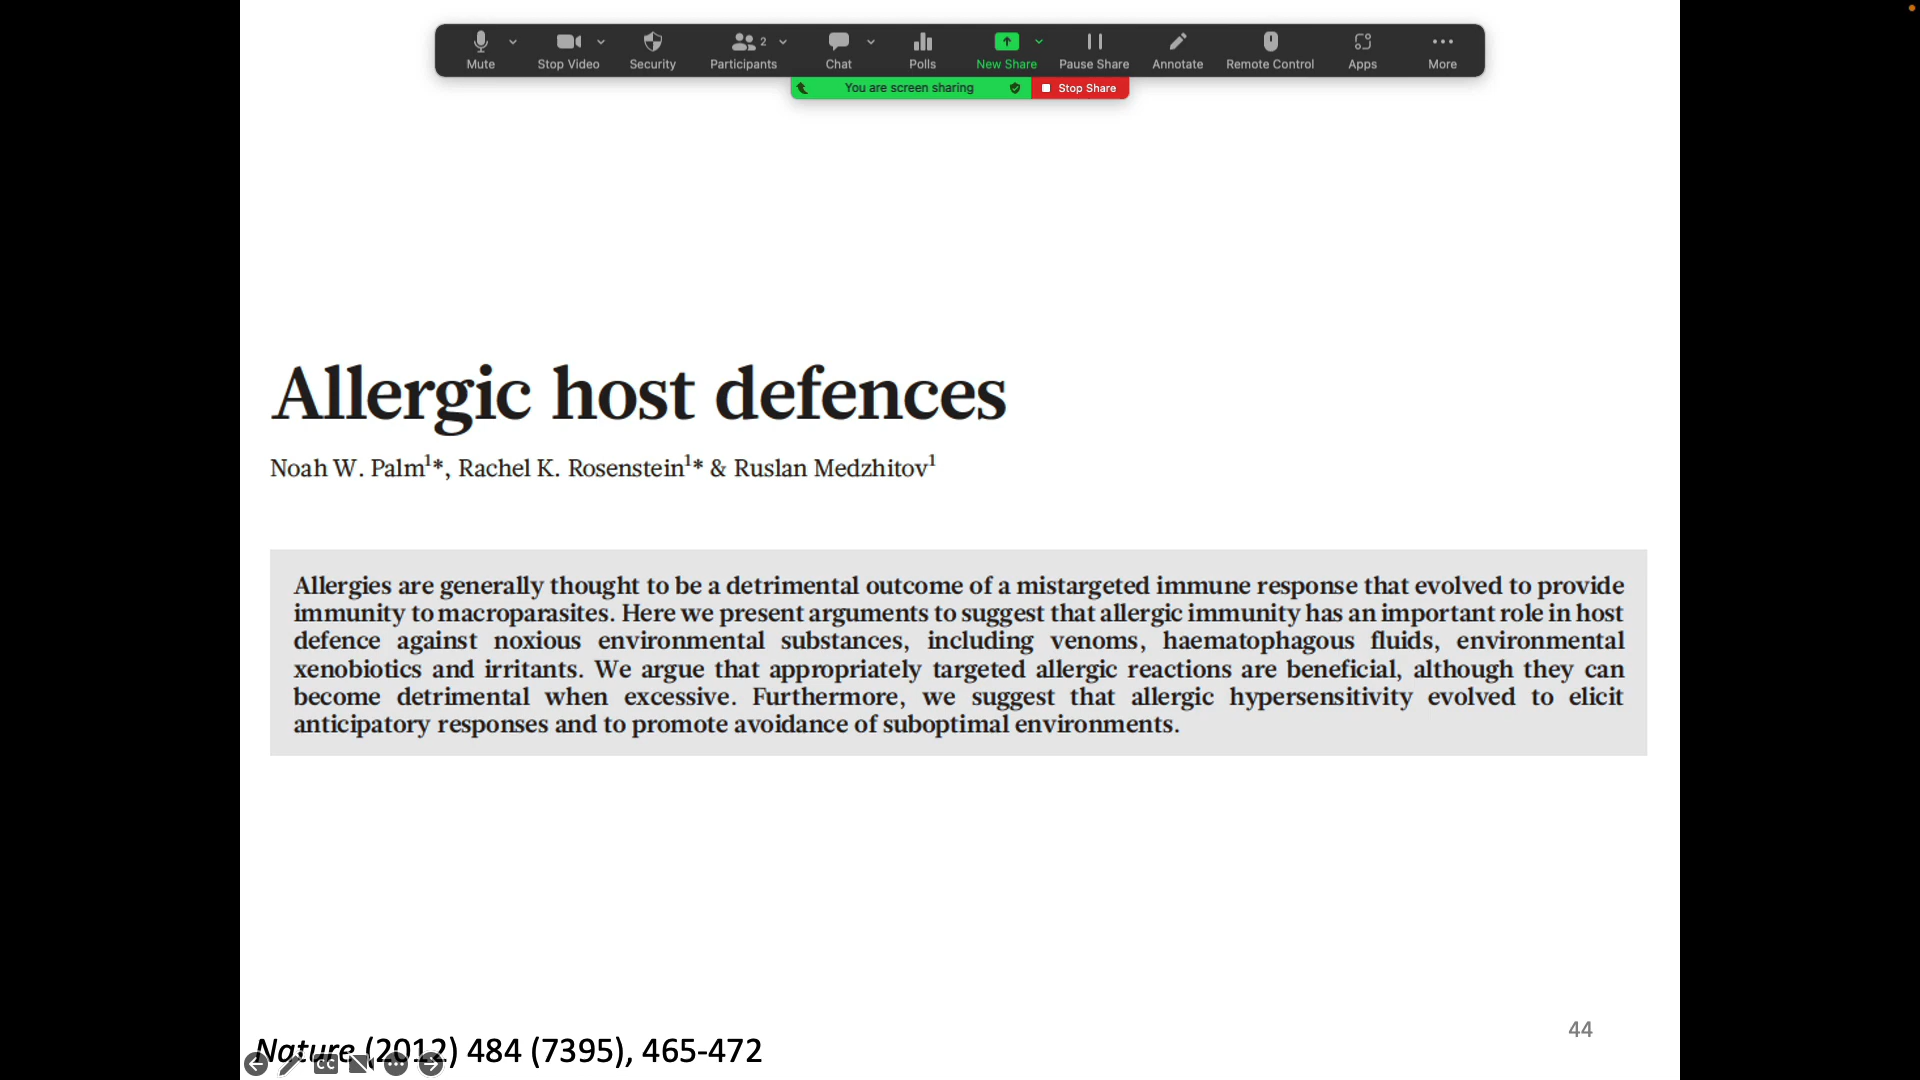 Mute Stop Video Security Participants 2 Chat Polls New Share Pause Share Annotate Remote Control Apps More
You are screen sharing Stop Share
Allergic host defences
Noah W. Palm1*, Rachel K. Rosenstein1* & Ruslan Medzhitov1
Allergies are generally thought to be a detrimental outcome of a mistargeted immune response that evolved to provide
immunity to macroparasites. Here we present arguments to suggest that allergic immunity has an important role in host
defence against noxious environmental substances, including venoms, haematophagous fluids, environmental
xenobiotics and irritants. We argue that appropriately targeted allergic reactions are beneficial, although they can
become detrimental when excessive. Furthermore, we suggest that allergic hypersensitivity evolved to elicit
anticipatory responses and to promote avoidance of suboptimal environments.
44
Nature (2012) 484 (7395), 465-472
CC